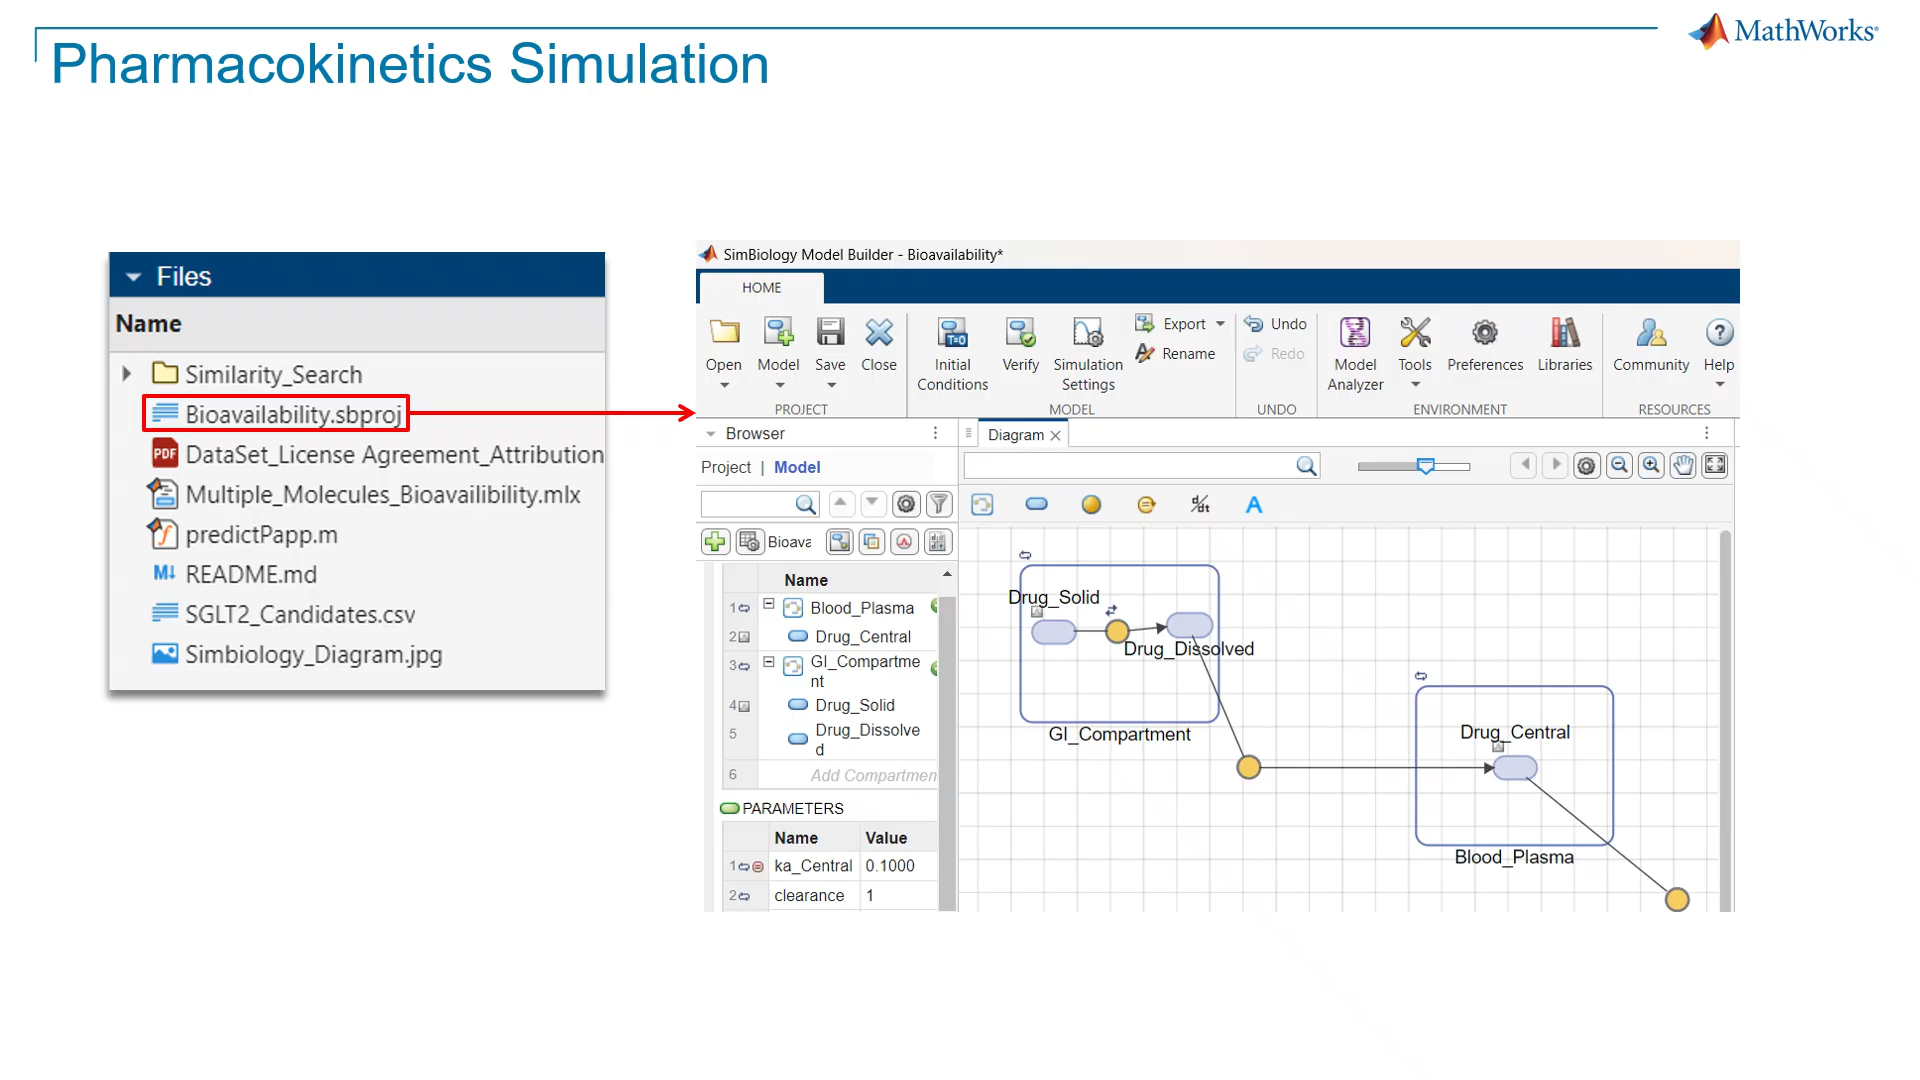 Pharmacokinetics Simulation
MathWorks®
Files
Name
Similarity_Search
Bioavailability.sbproj
DataSet_License Agreement_Attribution
Multiple_Molecules_Bioavailibility.mlx
predictPapp.m
README.md
SGLT2_Candidates.csv
Simbiology_Diagram.jpg
SimBiology Model Builder - Bioavailability*
HOME
Open
Model
Save
Close
PROJECT
Initial
Conditions
Verify
Simulation
Settings
Export
Rename
MODEL
Undo
Redo
UNDO
Model
Analyzer
Tools
Preferences
Libraries
ENVIRONMENT
Community
Help
RESOURCES
Browser
Project | Model
Bioava
Name
1 Blood_Plasma
2 Drug_Central
3 GI_Compartme
nt
4 Drug_Solid
5 Drug_Dissolve
d
6 Add Compartmen
PARAMETERS
Name Value
1 ka_Central 0.1000
2 clearance 1
Diagram
d/dt
A
Drug_Solid
Drug_Dissolved
GI_Compartment
Drug_Central
Blood_Plasma